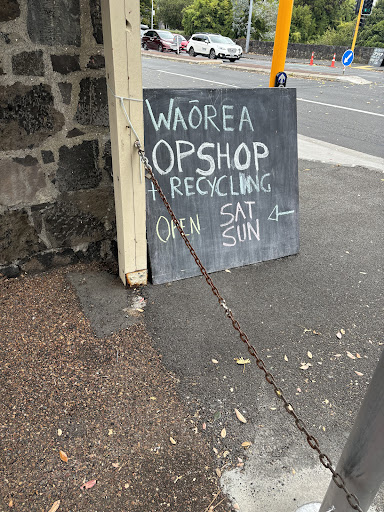 WAŌREA
OPSHOP
+ RECYCLING
OPEN SAT ←
SUN